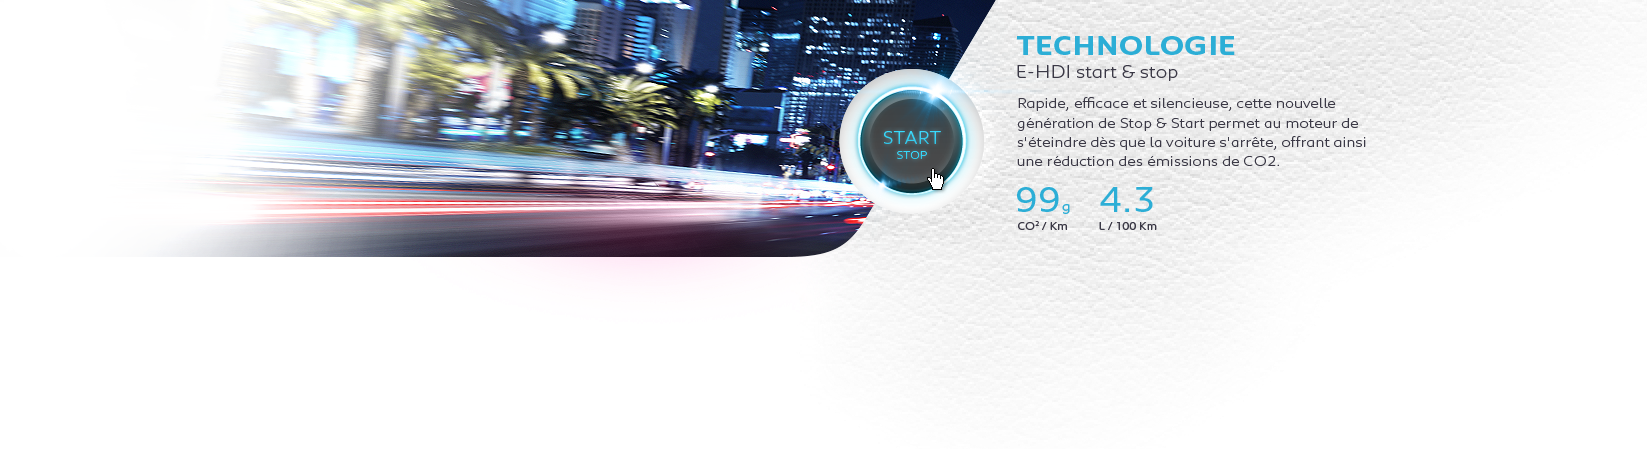 TECHNOLOGIE
E-HDI start & stop
Rapide, efficace et silencieuse, cette nouvelle
génération de Stop & Start permet au moteur de
s'éteindre dès que la voiture s'arrête, offrant ainsi
une réduction des émissions de CO2.
START
STOP
99g 4.3
CO²/ Km L / 100 Km